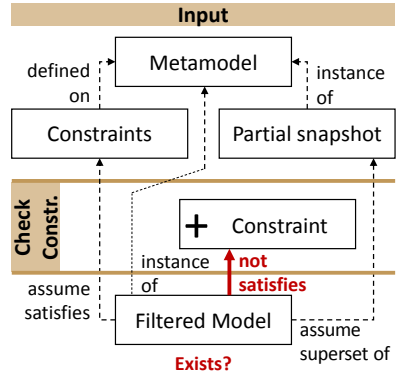 Input
Metamodel
defined
on
instance
of
Constraints
Partial snapshot
Check
Constr.
+ Constraint
instance
of
not
satisfies
assume
satisfies
Filtered Model
assume
superset of
Exists?